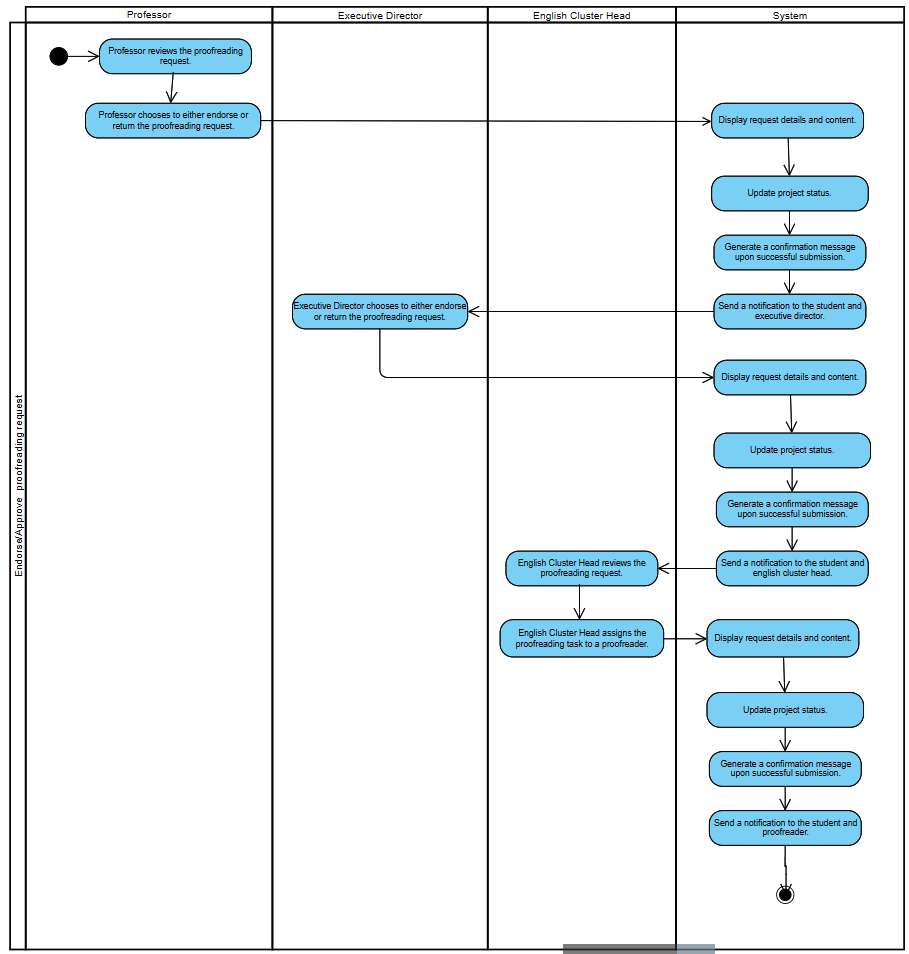 Professor
Executive Director
English Cluster Head
System
Endorse/Approve proofreading request
Professor reviews the proofreading
request.
Professor chooses to either endorse or
return the proofreading request.
Display request details and content.
Update project status.
Generate a confirmation message
upon successful submission.
Send a notification to the student and
executive director.
Executive Director chooses to either endorse
or return the proofreading request.
Display request details and content.
Update project status.
Generate a confirmation message
upon successful submission.
Send a notification to the student and
english cluster head.
English Cluster Head reviews the
proofreading request.
English Cluster Head assigns the
proofreading task to a proofreader.
Display request details and content.
Update project status.
Generate a confirmation message
upon successful submission.
Send a notification to the student and
proofreader.